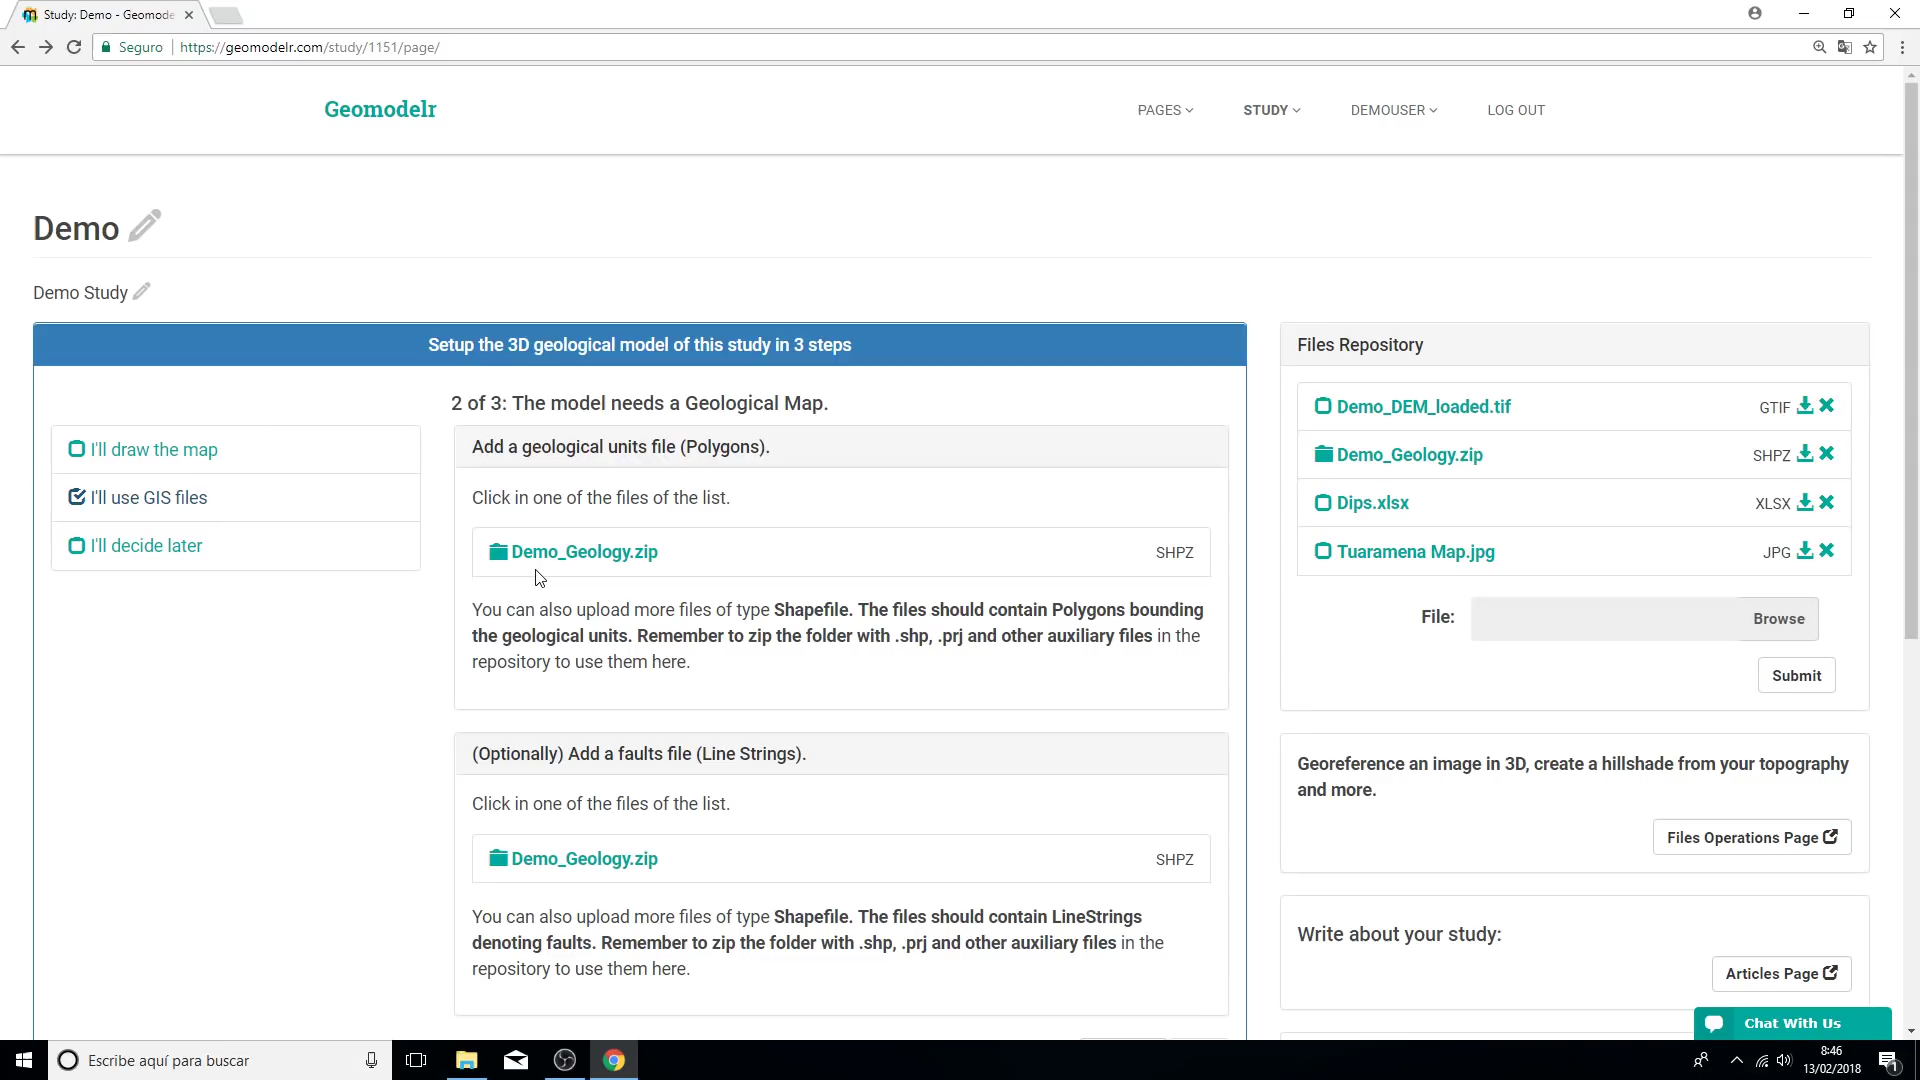 Study: Demo - Geomode
Seguro
https://geomodelr.com/study/1151/page/
Geomodelr
PAGES
STUDY
DEMOUSER
LOG OUT
Demo
Demo Study
Setup the 3D geological model of this study in 3 steps
2 of 3: The model needs a Geological Map.
I'll draw the map
I'll use GIS files
I'll decide later
Add a geological units file (Polygons).
Click in one of the files of the list.
Demo_Geology.zip SHPZ
You can also upload more files of type Shapefile. The files should contain Polygons bounding
the geological units. Remember to zip the folder with .shp, .prj and other auxiliary files in the
repository to use them here.
(Optionally) Add a faults file (Line Strings).
Click in one of the files of the list.
Demo_Geology.zip SHPZ
You can also upload more files of type Shapefile. The files should contain LineStrings
denoting faults. Remember to zip the folder with .shp, .prj and other auxiliary files in the
repository to use them here.
Files Repository
Demo_DEM_loaded.tif GTIF
Demo_Geology.zip SHPZ
Dips.xlsx XLSX
Tuaramena Map.jpg JPG
File: Browse
Submit
Georeference an image in 3D, create a hillshade from your topography
and more.
Files Operations Page
Write about your study:
Articles Page
Chat With Us
Escribe aquí para buscar
8:46
13/02/2018
1